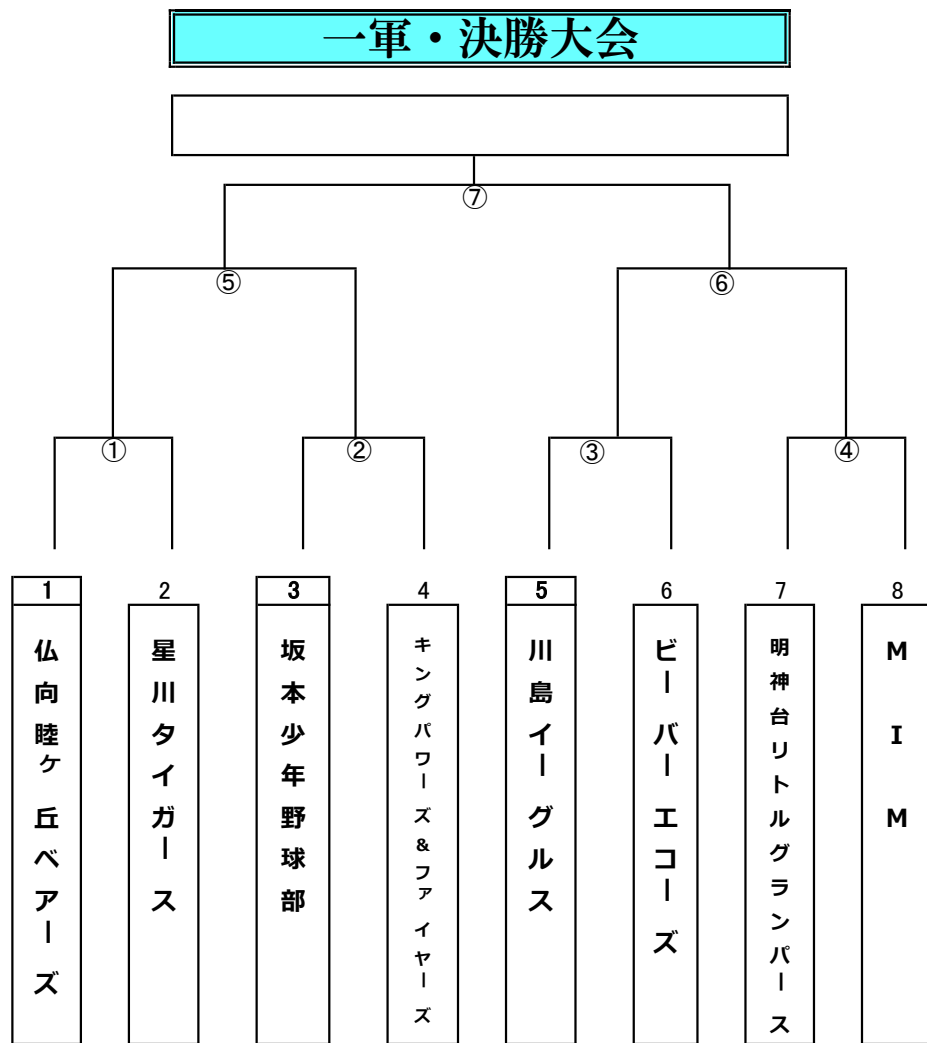 一軍・決勝大会
⑦
⑤
⑥
①
②
③
④
1
2
3
4
5
6
7
8
仏向睦ケ丘ベアーズ
星川タイガース
坂本少年野球部
キングパワーズ&ファイヤーズ
川島イーグルス
ビーバーエコーズ
明神台リトルグランパース
MIM